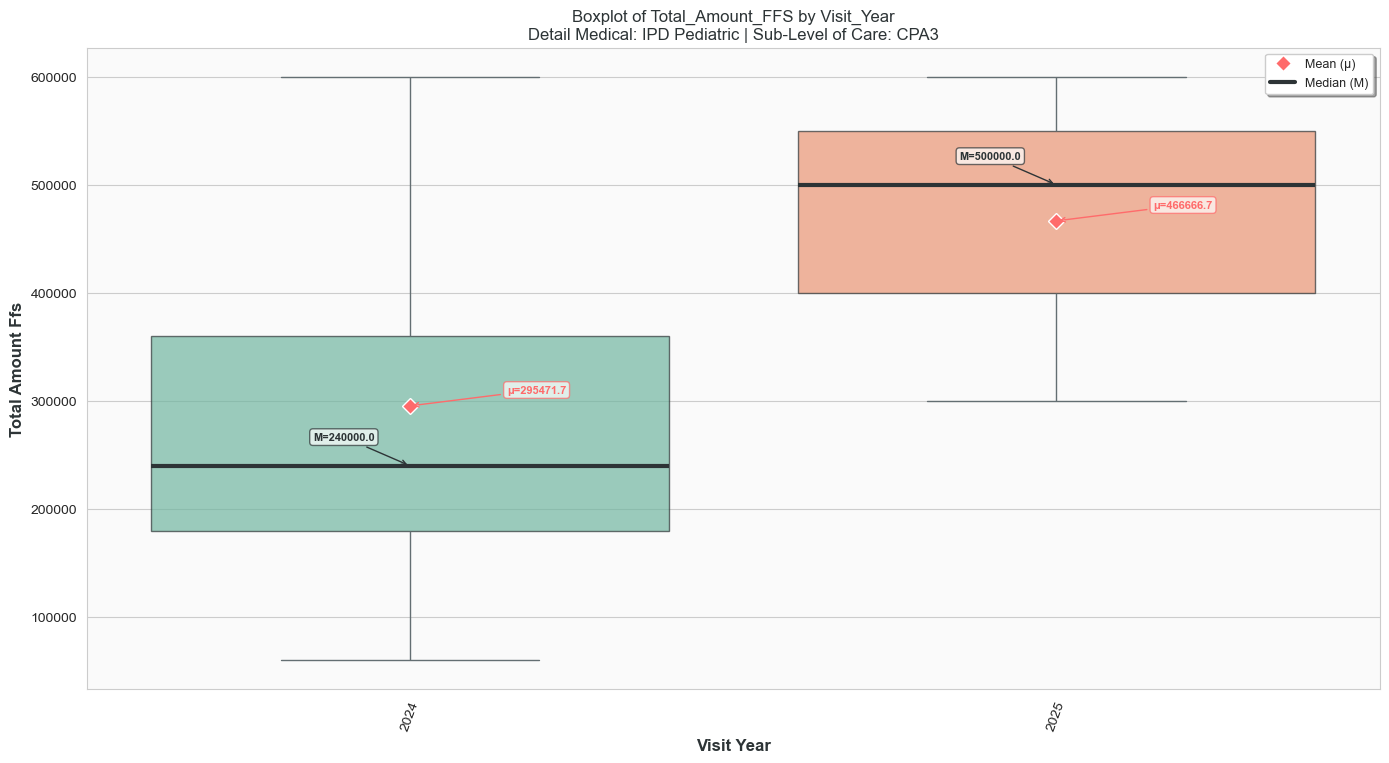 Boxplot of Total_Amount_FFS by Visit_Year
Detail Medical: IPD Pediatric | Sub-Level of Care: CPA3
Mean (μ)
Median (M)
Total Amount Ffs
600000
500000
400000
300000
200000
100000
M=500000.0
μ=466666.7
μ=295471.7
M=240000.0
2024
2025
Visit Year